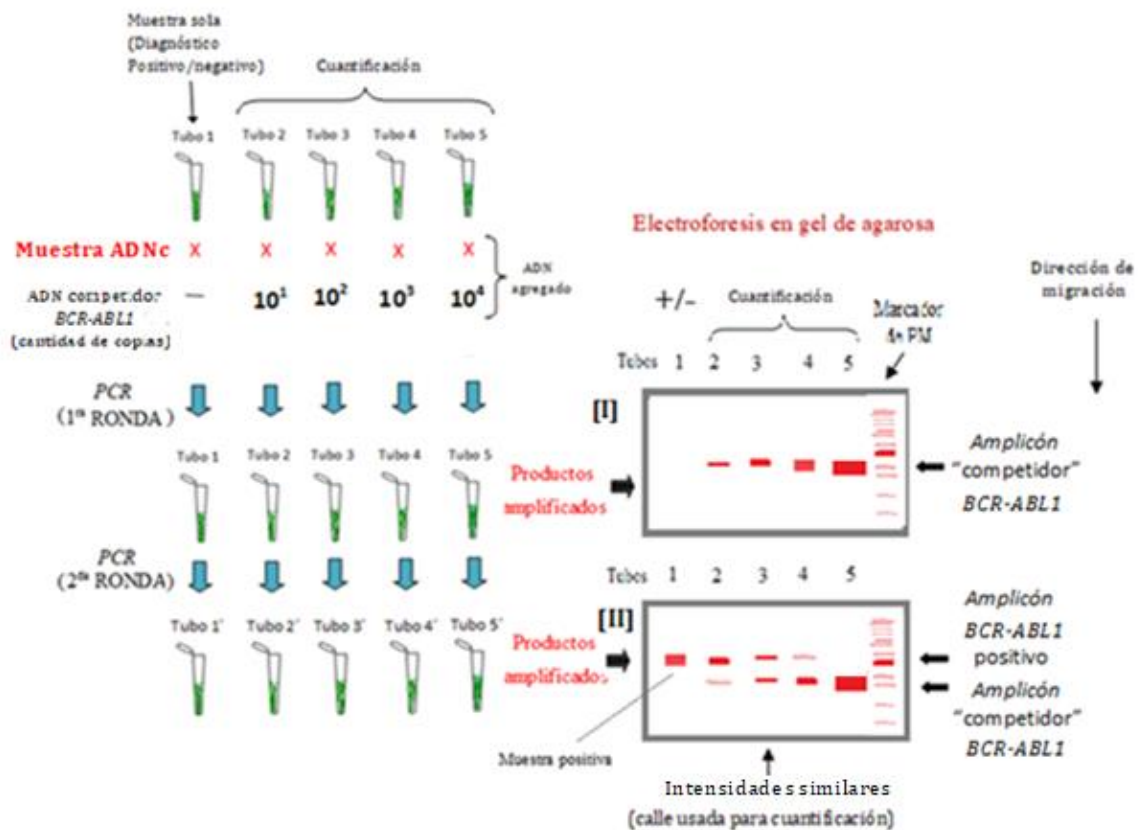 Muestra sola
(Diagnóstico
Positivo/negativo)
Cuantificación
Tubo 1 Tubo 2 Tubo 3 Tubo 4 Tubo 5
Muestra ADNc X X X X X
ADN competidor
BCR-ABL1
(cantidad de copias)
— 10¹ 10² 10³ 10⁴
ADN
agregado
PCR
(1ra RONDA)
Tubo 1 Tubo 2 Tubo 3 Tubo 4 Tubo 5
PCR
(2da RONDA)
Tubo 1´ Tubo 2´ Tubo 3´ Tubo 4´ Tubo 5´
Electroforesis en gel de agarosa
Dirección de
migración
+/-
Cuantificación
Marcador
de PM
Tubos 1 2 3 4 5
[I]
Productos
amplificados
Amplicón
“competidor”
BCR-ABL1
Tubos 1 2 3 4 5
[II]
Productos
amplificados
Amplicón
BCR-ABL1
positivo
Amplicón
“competidor”
BCR-ABL1
Muestra positiva
Intensidades similares
(calle usada para cuantificación)